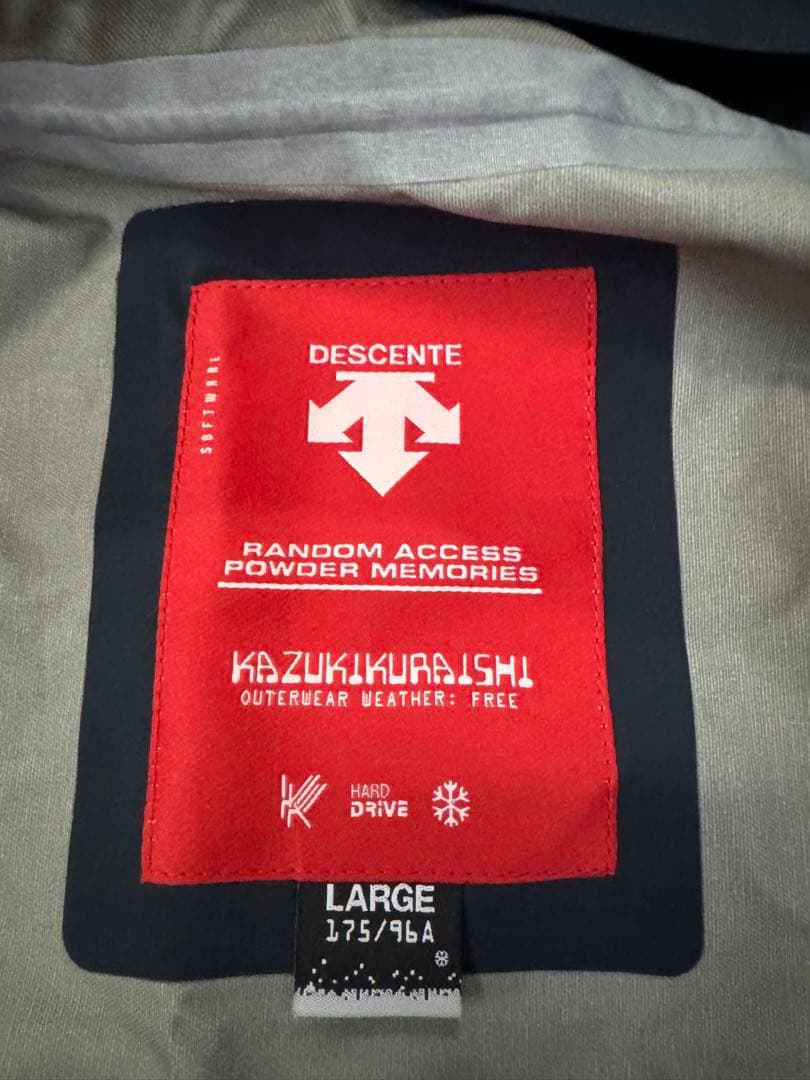 DESCENTE
SOFTWARE
RANDOM ACCESS
POWDER MEMORIES
KAZUKIKURAISHI
OUTERWEAR WEATHER: FREE
HARD
DRIVE
LARGE
175/96A